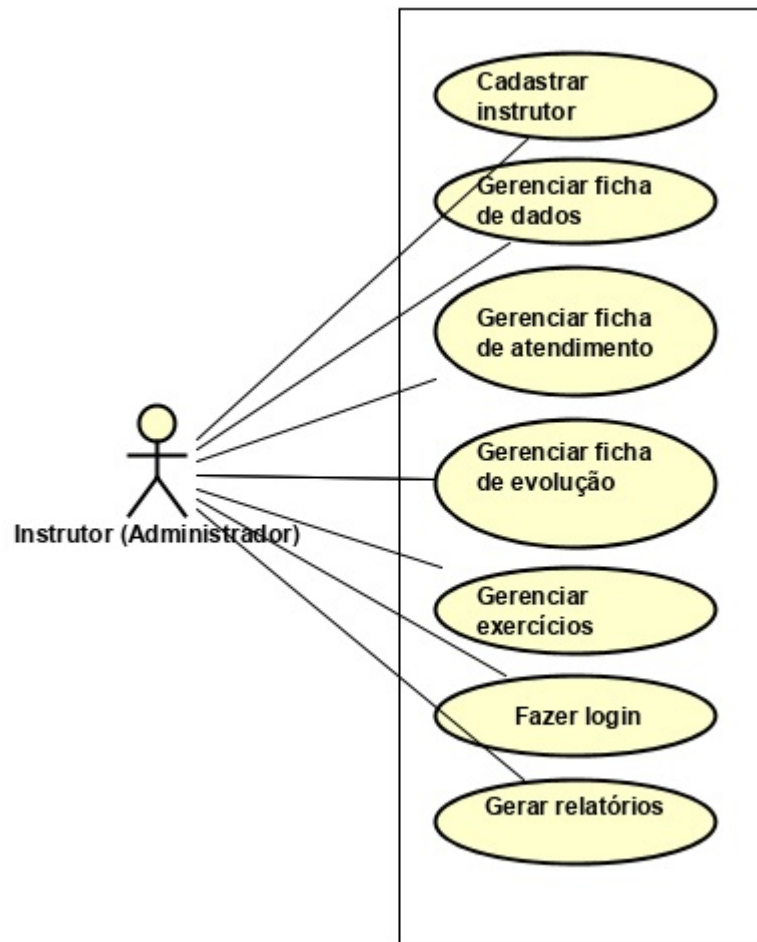 Cadastrar
instrutor
Gerenciar ficha
de dados
Gerenciar ficha
de atendimento
Gerenciar ficha
de evolução
Instrutor (Administrador)
Gerenciar
exercícios
Fazer login
Gerar relatórios